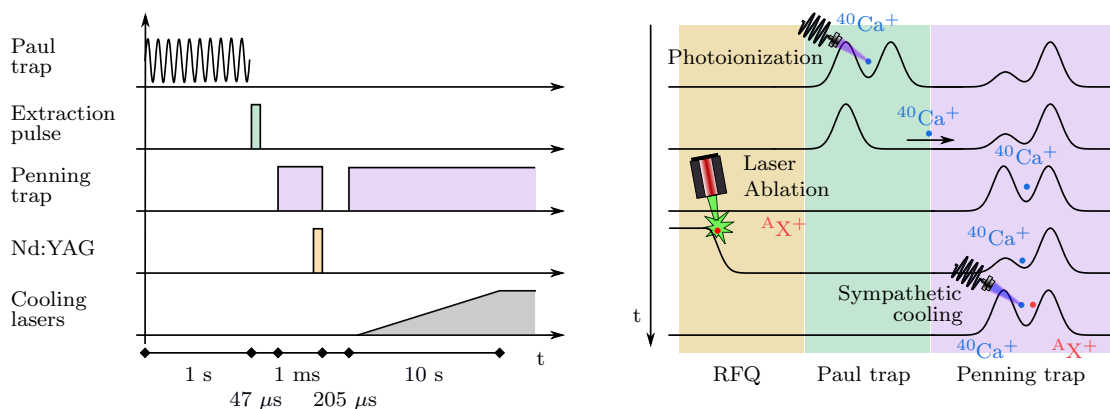 Paul
trap
Extraction
pulse
Penning
trap
Nd:YAG
Cooling
lasers
t
1 s
1 ms
10 s
47 μs
205 μs
⁴⁰Ca⁺
Photoionization
⁴⁰Ca⁺
Laser
Ablation
⁴⁰Ca⁺
ᴬX⁺
⁴⁰Ca⁺
Sympathetic
cooling
t
⁴⁰Ca⁺
ᴬX⁺
RFQ
Paul trap
Penning trap